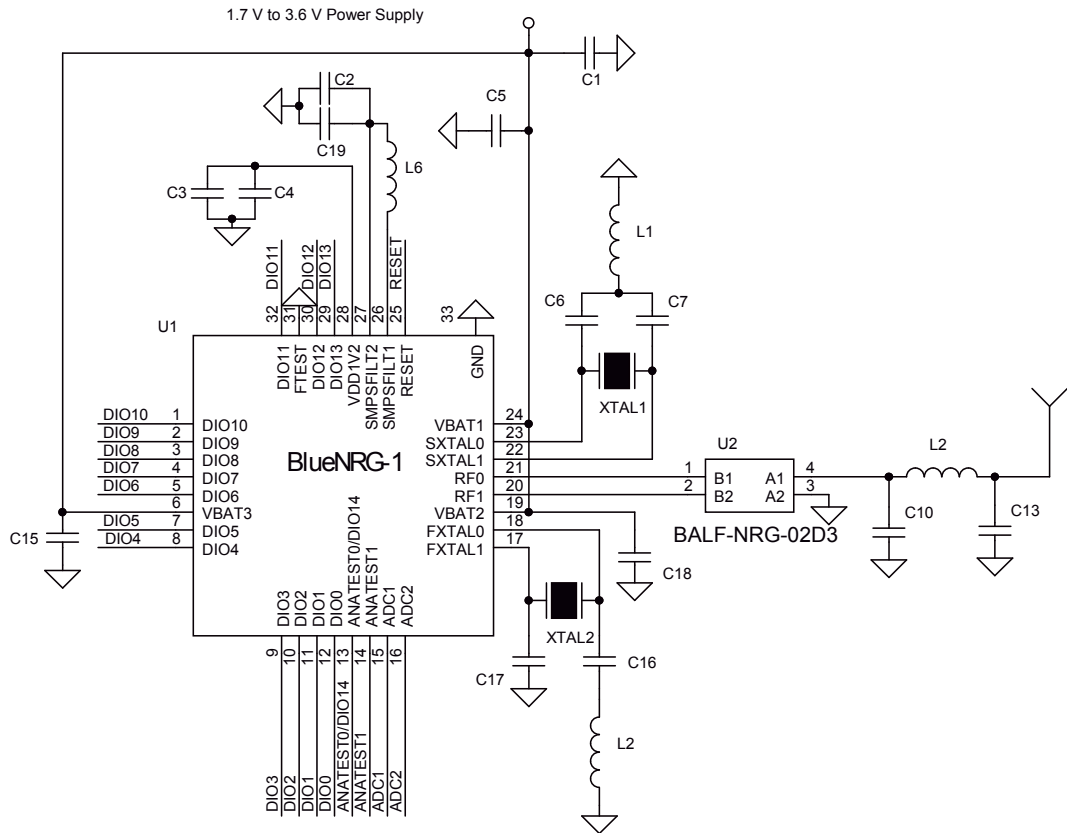 1.7 V to 3.6 V Power Supply
C1
C2
C5
C19
L6
C3
C4
L1
DIO11
DIO12
DIO13
RESET
C6
C7
U1
32
31
30
29
28
27
26
25
33
DIO11
FTEST
DIO12
DIO13
VDD1V2
SMPSFILT2
SMPSFILT1
RESET
GND
XTAL1
DIO10 1 DIO10
DIO9 2 DIO9
DIO8 3 DIO8
DIO7 4 DIO7
DIO6 5 DIO6
6 VBAT3
DIO5 7 DIO5
DIO4 8 DIO4
BlueNRG-1
VBAT1 24
SXTAL0 23
SXTAL1 22
RF0 21
RF1 20
VBAT2 19
FXTAL0 18
FXTAL1 17
U2
1 B1 A1 4
2 B2 A2 3
BALF-NRG-02D3
L2
C10
C13
C15
C18
DIO3
DIO2
DIO1
DIO0
ANATEST0/DIO14
ANATEST1
ADC1
ADC2
XTAL2
9
10
11
12
13
14
15
16
C17
C16
DIO3
DIO2
DIO1
DIO0
ANATEST0/DIO14
ANATEST1
ADC1
ADC2
L2